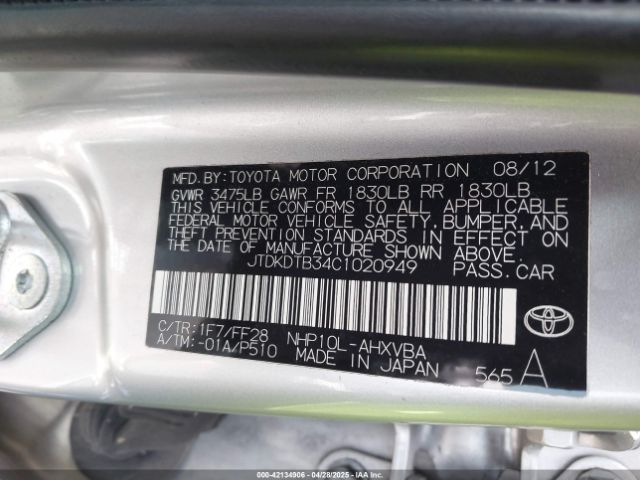 MFD.BY:TOYOTA MOTOR CORPORATION 08/12
GVWR 3475LB GAWR FR 1830LB RR 1830LB
THIS VEHICLE CONFORMS TO ALL APPLICABLE
FEDERAL MOTOR VEHICLE SAFETY, BUMPER, AND
THEFT PREVENTION STANDARDS IN EFFECT ON
THE DATE OF MANUFACTURE SHOWN ABOVE.
JTDKDTB34C1020949 PASS.CAR
C/TR:1F7/FF28 NHP10L-AHXVBA
A/TM:-01A/P510 MADE IN JAPAN 565 A
TOYOTA
000-42134906 04/28/2025 IAAI.CA